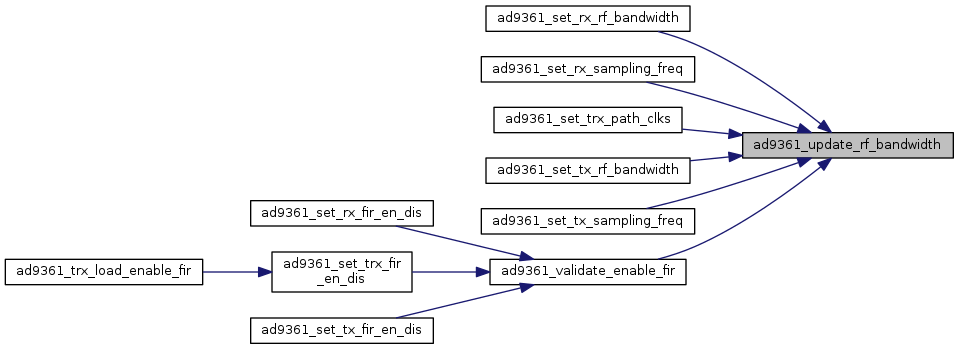 ad9361_set_rx_rf_bandwidth
ad9361_set_rx_sampling_freq
ad9361_set_trx_path_clks
ad9361_update_rf_bandwidth
ad9361_set_tx_rf_bandwidth
ad9361_set_rx_fir_en_dis
ad9361_set_tx_sampling_freq
ad9361_trx_load_enable_fir
ad9361_set_trx_fir
_en_dis
ad9361_validate_enable_fir
ad9361_set_tx_fir_en_dis